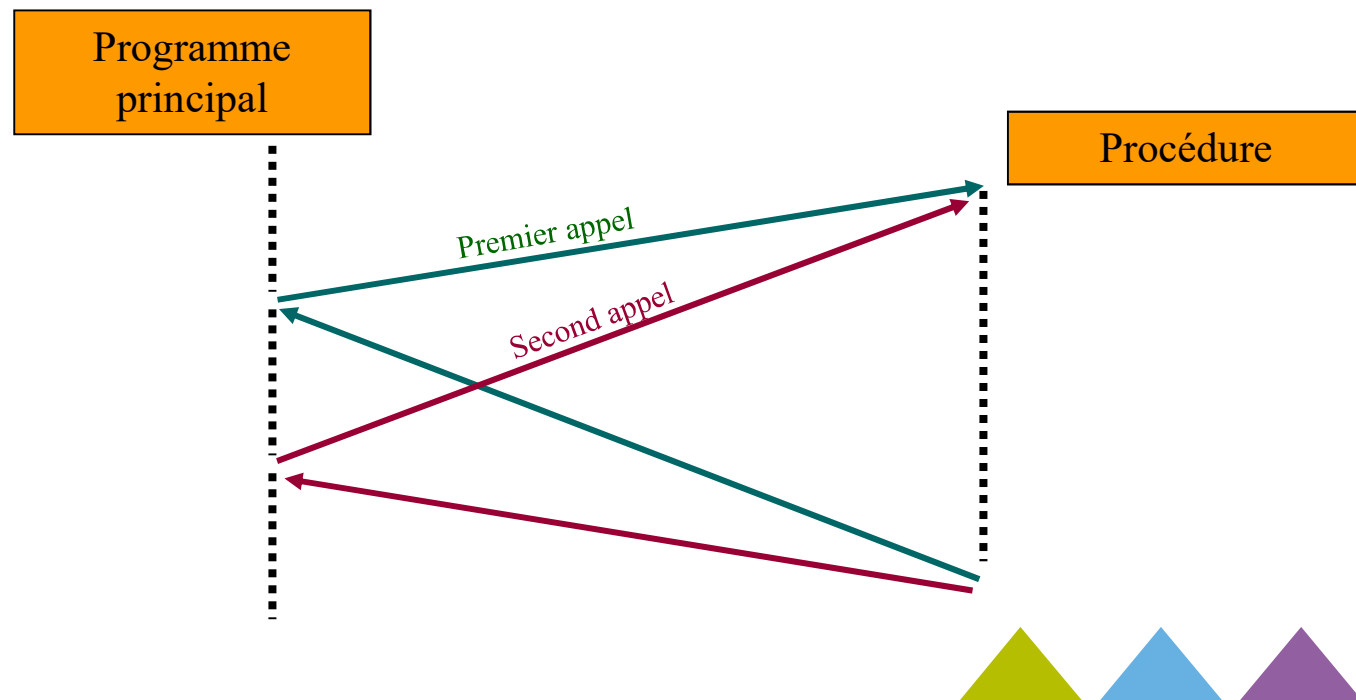 Programme
principal
Procédure
Premier appel
Second appel